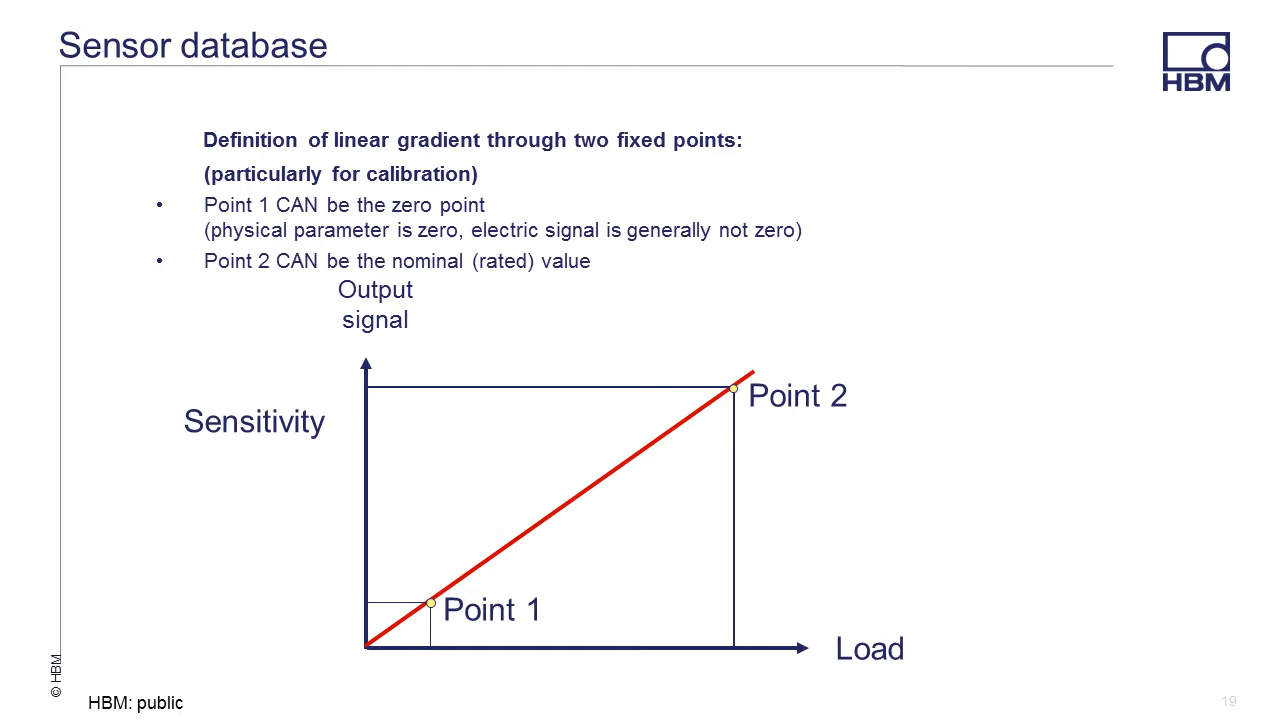 Sensor database
HBM
Definition of linear gradient through two fixed points:
(particularly for calibration)
• Point 1 CAN be the zero point
(physical parameter is zero, electric signal is generally not zero)
• Point 2 CAN be the nominal (rated) value
Output
signal
Point 2
Sensitivity
Point 1
Load
© HBM
HBM: public
19